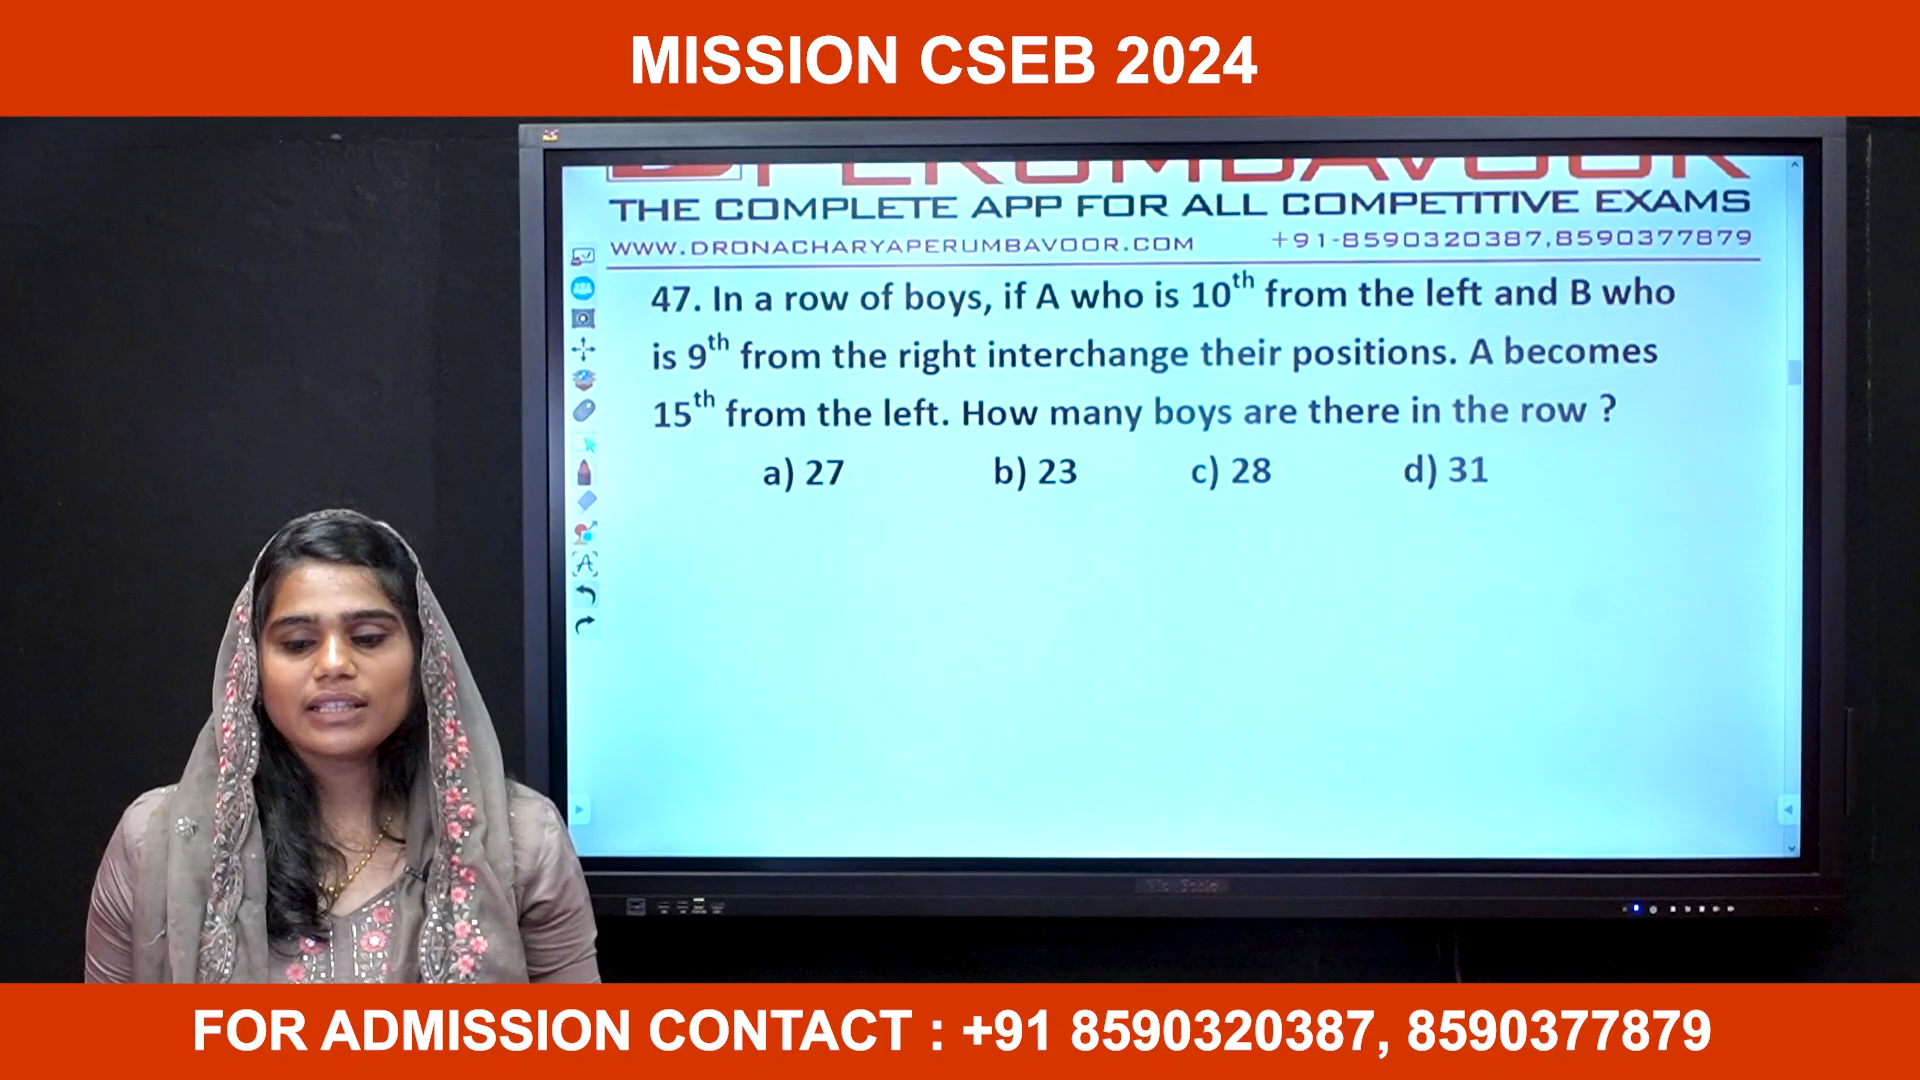 MISSION CSEB 2024
PERUMBAVOOR
THE COMPLETE APP FOR ALL COMPETITIVE EXAMS
WWW.DRONACHARYAPERUMBAVOOR.COM +91-8590320387,8590377879
47. In a row of boys, if A who is 10th from the left and B who
is 9th from the right interchange their positions. A becomes
15th from the left. How many boys are there in the row ?
a) 27 b) 23 c) 28 d) 31
FOR ADMISSION CONTACT : +91 8590320387, 8590377879